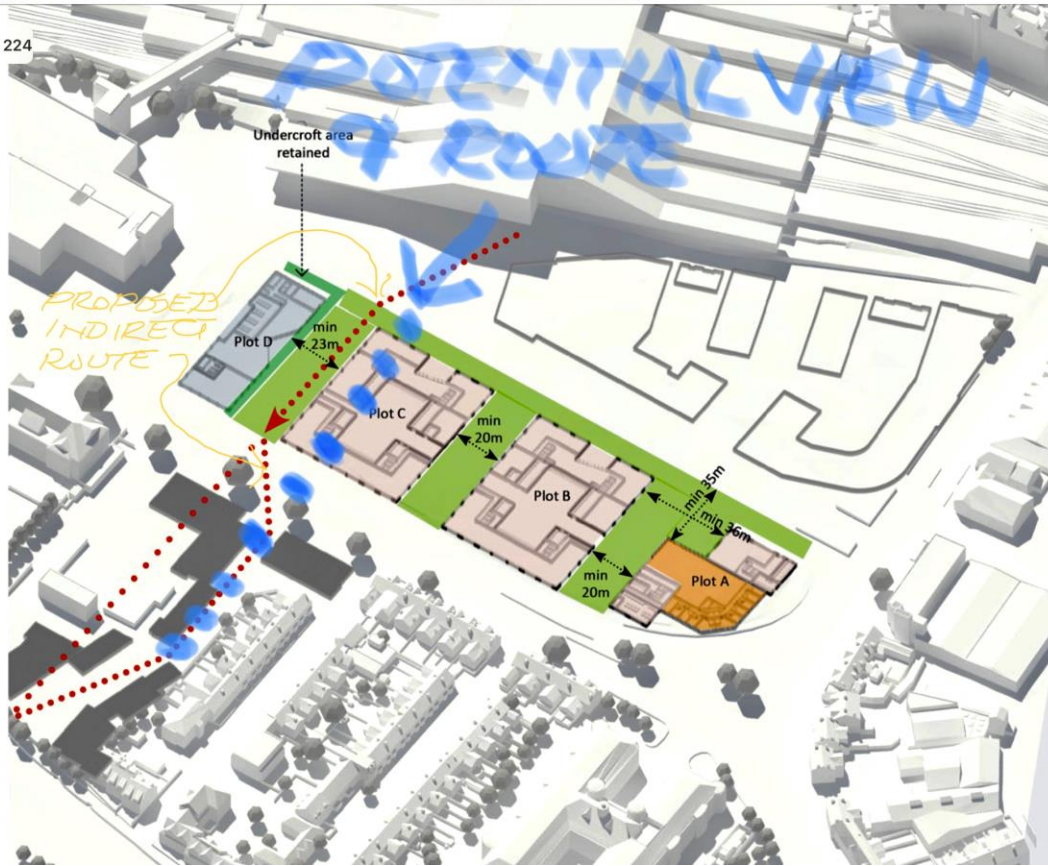 224
POTENTIAL VIEW
& ROUTE
Undercroft area
retained
PROPOSED
INDIRECT
ROUTE
Plot D
min
23m
Plot C
min
20m
Plot B
min 35m
min 36m
min
20m
Plot A